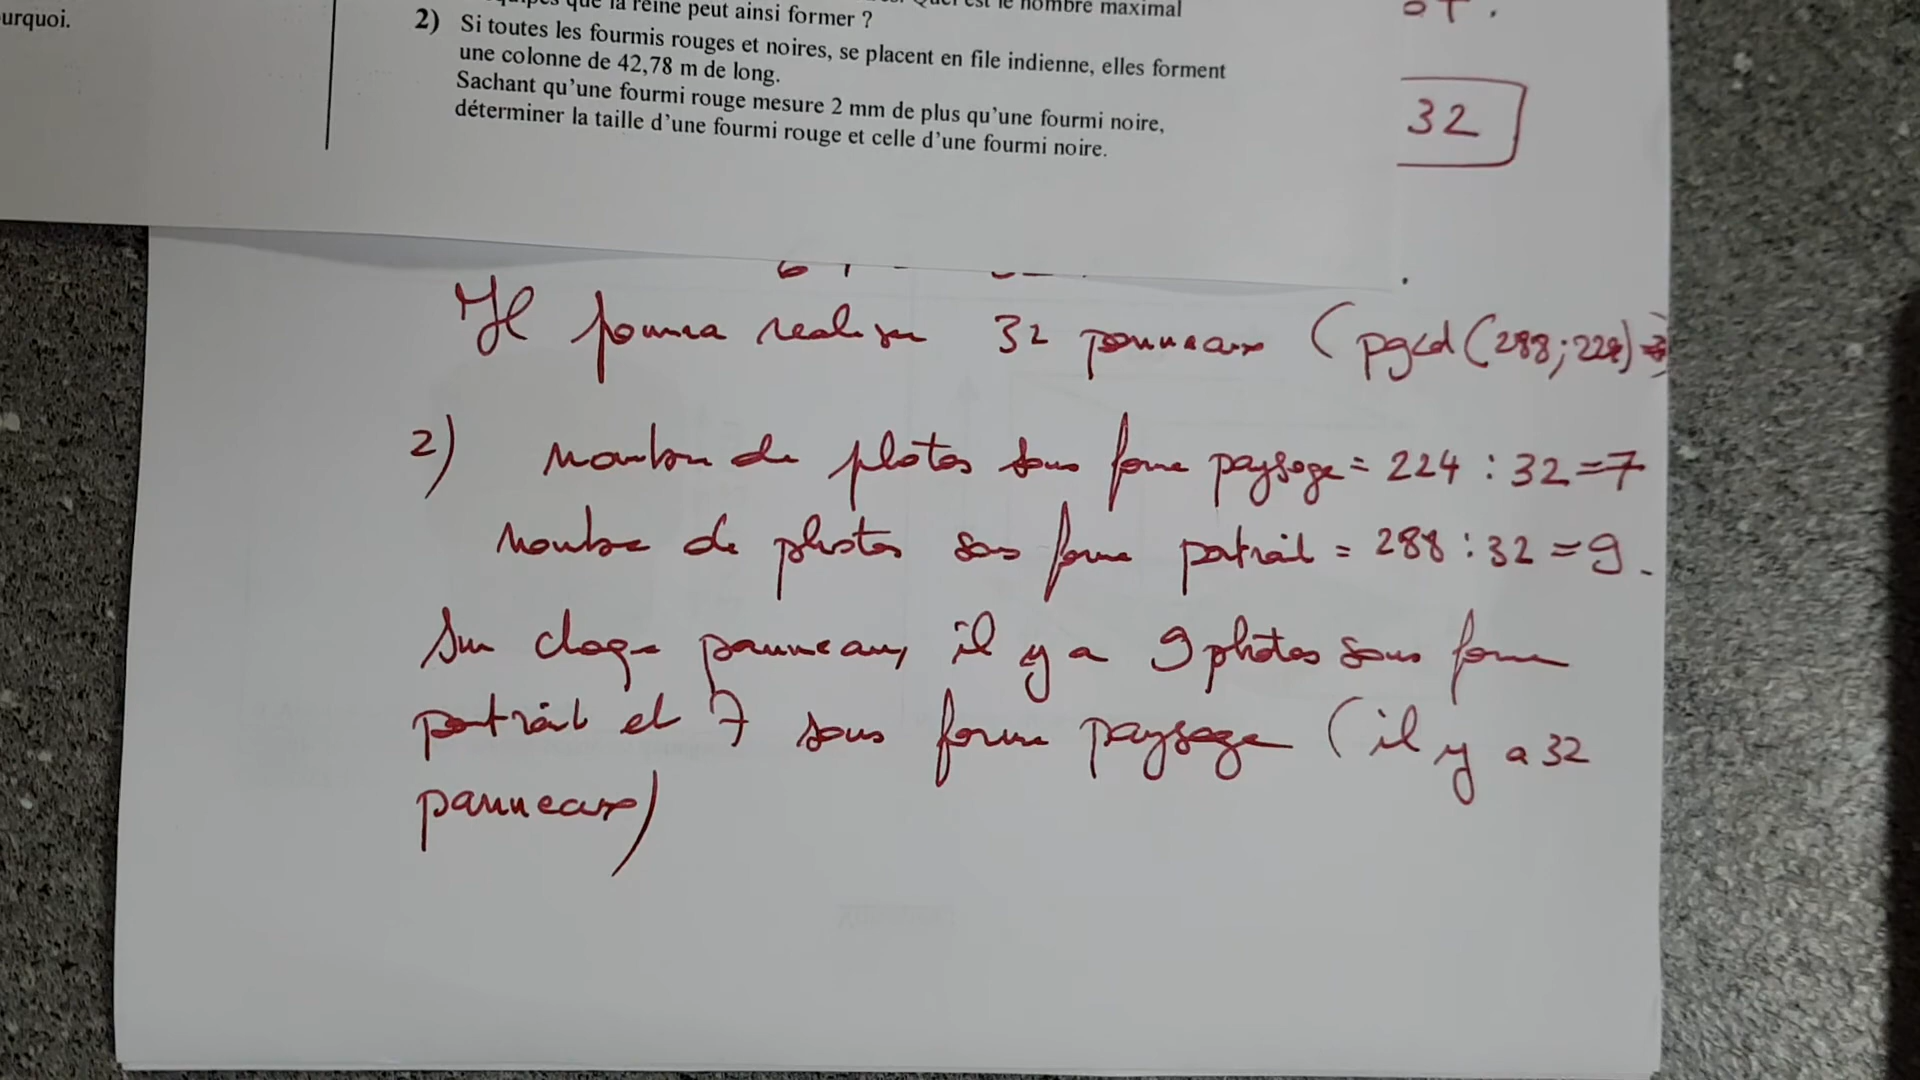 urquoi.
que la reine peut ainsi former ?
est le nombre maximal
2) Si toutes les fourmis rouges et noires, se placent en file indienne, elles forment
une colonne de 42,78 m de long.
Sachant qu'une fourmi rouge mesure 2 mm de plus qu'une fourmi noire,
déterminer la taille d'une fourmi rouge et celle d'une fourmi noire.
32
Il pourra realiser 32 panneaux (pgcd(288;224)=
2) Nombre de photos sous forme paysage = 224 : 32 = 7
Nombre de photos sous forme portrait = 288 : 32 = 9.
Sur chaque panneau, il y a 9 photos sous forme
portrait et 7 sous forme paysage (il y a 32
panneaux)